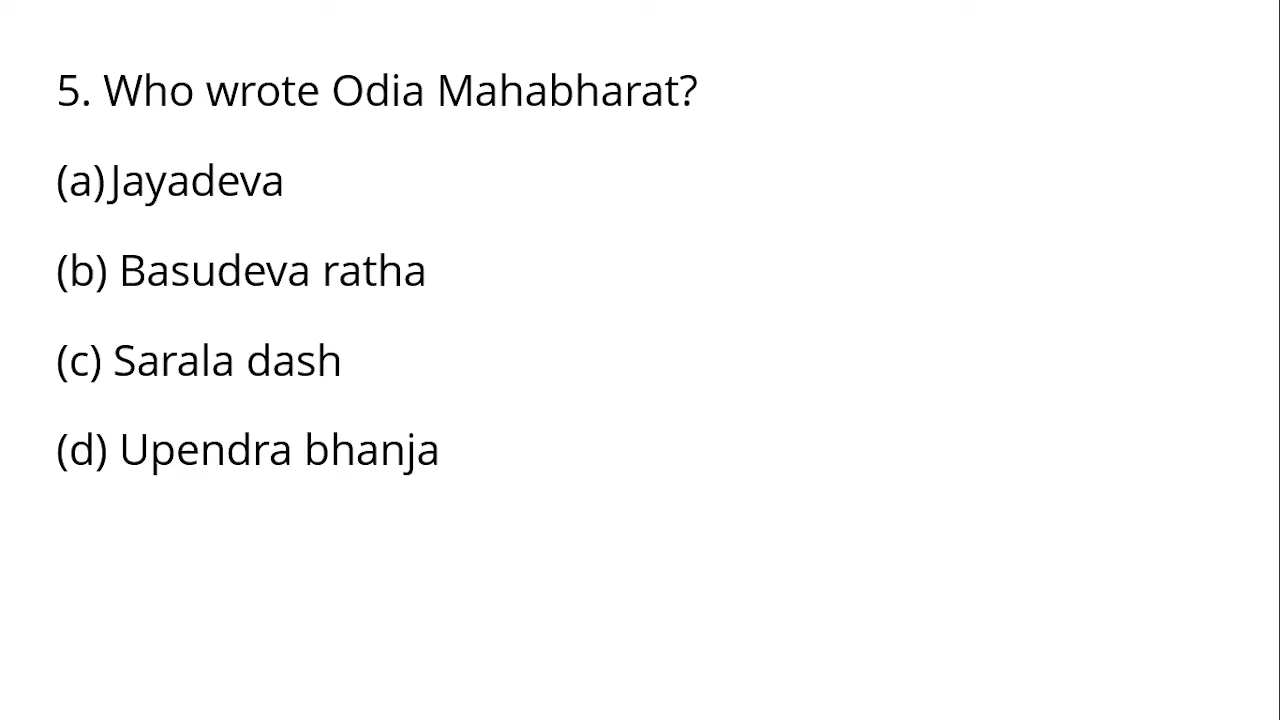 5. Who wrote Odia Mahabharat?
(a)Jayadeva
(b) Basudeva ratha
(c) Sarala dash
(d) Upendra bhanja